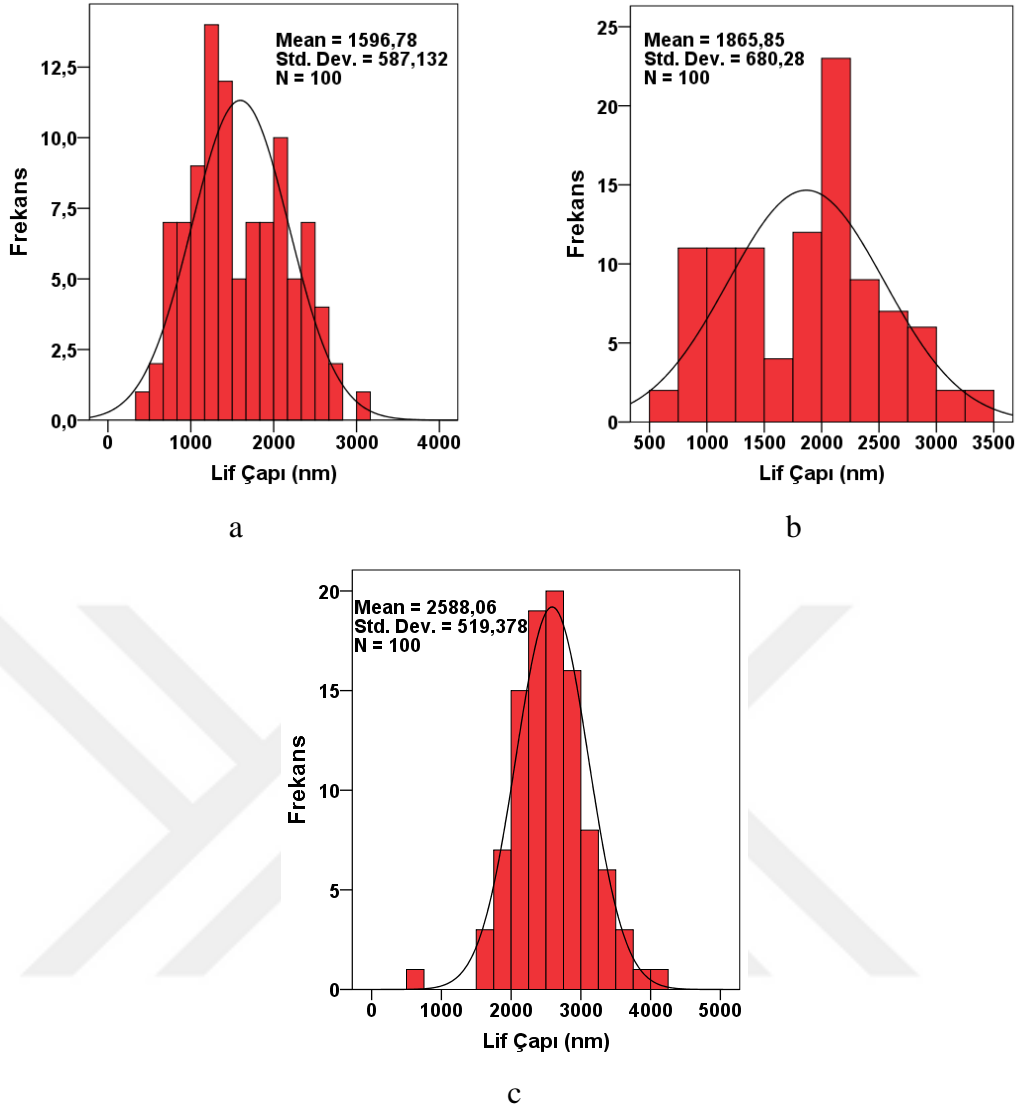 Mean = 1596,78
Std. Dev. = 587,132
N = 100
Frekans
12,5
10,0
7,5
5,0
2,5
0,0
0 1000 2000 3000 4000
Lif Çapı (nm)
a
Mean = 1865,85
Std. Dev. = 680,28
N = 100
Frekans
25
20
15
10
5
0
500 1000 1500 2000 2500 3000 3500
Lif Çapı (nm)
b
Mean = 2588,06
Std. Dev. = 519,378
N = 100
Frekans
20
15
10
5
0
0 1000 2000 3000 4000 5000
Lif Çapı (nm)
c